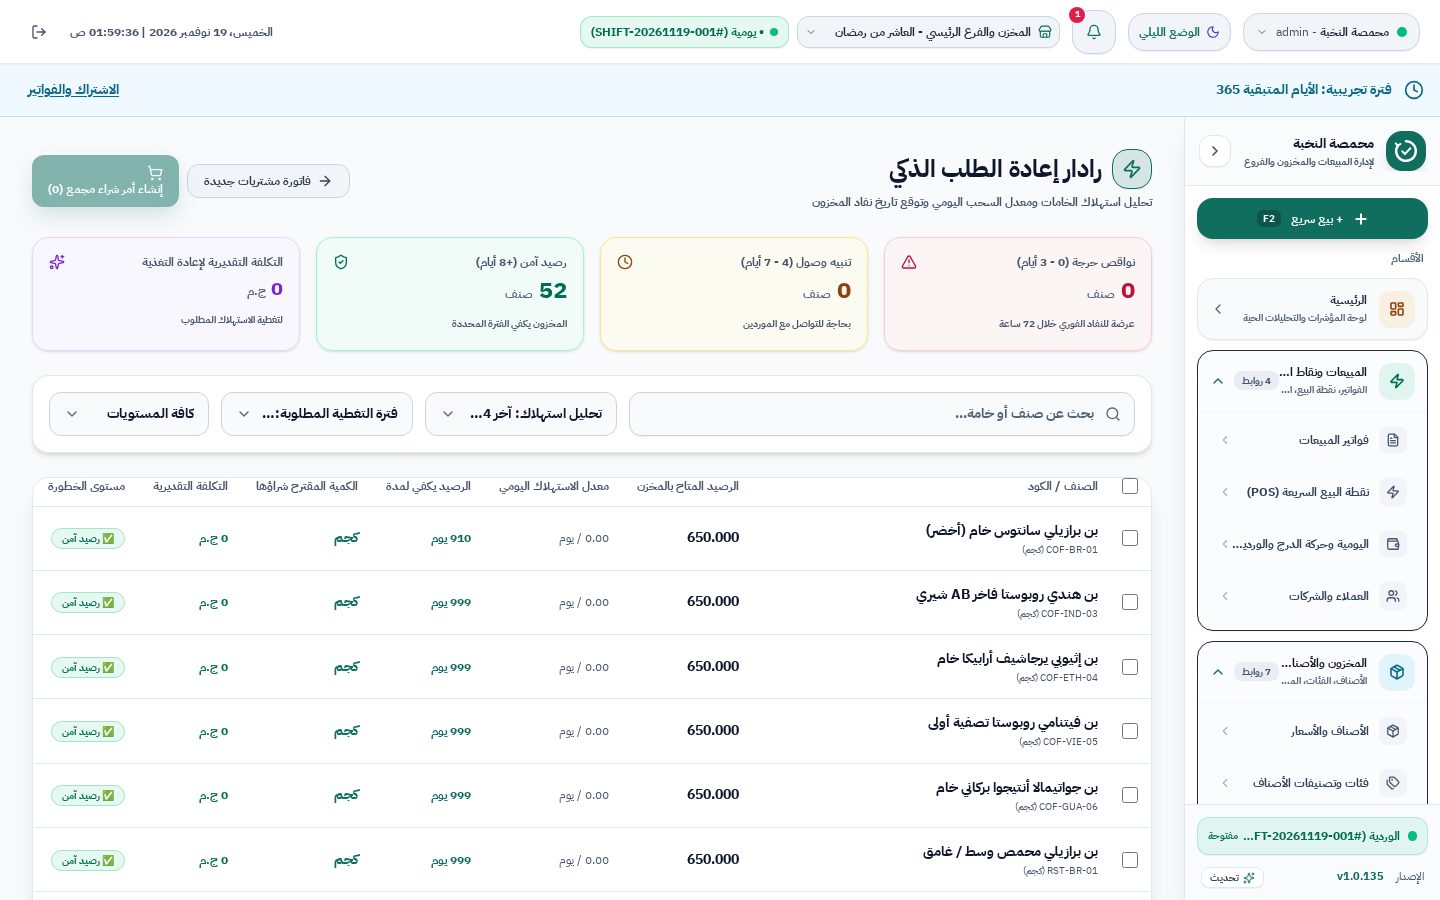 محمصة النخبة - admin
الوضع الليلي
1
المخزن والفرع الرئيسي - العاشر من رمضان
• يومية (#SHIFT-20261119-001)
الخميس، 19 نوفمبر 2026 | 01:59:36 ص
فترة تجريبية: الأيام المتبقية 365
الاشتراك والفواتير
محمصة النخبة
لإدارة المبيعات والمخزون والفروع
+ بيع سريع F2
الأقسام
الرئيسية
لوحة المؤشرات والتحليلات الحية
المبيعات ونقاط ا...
الفواتير، نقطة البيع، ا...
4 روابط
فواتير المبيعات
نقطة البيع السريعة (POS)
اليومية وحركة الدرج والورديـ...
العملاء والشركات
المخزون والأصنا...
الأصناف، الفئات، المـ...
7 روابط
الأصناف والأسعار
فئات وتصنيفات الأصناف
الوردية (#FT-20261119-001... مفتوحة
الإصدار v1.0.135
تحديث
رادار إعادة الطلب الذكي
تحليل استهلاك الخامات ومعدل السحب اليومي وتوقع تاريخ نفاد المخزون
فاتورة مشتريات جديدة
إنشاء أمر شراء مجمع (0)
نواقص حرجة (0 - 3 أيام)
0 صنف
عرضة للنفاد الفوري خلال 72 ساعة
تنبيه وصول (4 - 7 أيام)
0 صنف
بحاجة للتواصل مع الموردين
رصيد آمن (+8 أيام)
52 صنف
المخزون يكفي الفترة المحددة
التكلفة التقديرية لإعادة التغذية
0 ج.م
لتغطية الاستهلاك المطلوب
بحث عن صنف أو خامة...
تحليل استهلاك: آخر 4...
فترة التغطية المطلوبة:...
كافة المستويات
الصنف / الكود الرصيد المتاح بالمخزن معدل الاستهلاك اليومي الرصيد يكفي لمدة الكمية المقترح شراؤها التكلفة التقديرية مستوى الخطورة
بن برازيلي سانتوس خام (أخضر)
COF-BR-01 (كجم)
650.000 0.00 / يوم 910 يوم كجم 0 ج.م ✅ رصيد آمن
بن هندي روبوستا فاخر AB شيري
COF-IND-03 (كجم)
650.000 0.00 / يوم 999 يوم كجم 0 ج.م ✅ رصيد آمن
بن إثيوبي يرجاشيف أرابيكا خام
COF-ETH-04 (كجم)
650.000 0.00 / يوم 999 يوم كجم 0 ج.م ✅ رصيد آمن
بن فيتنامي روبوستا تصفية أولى
COF-VIE-05 (كجم)
650.000 0.00 / يوم 999 يوم كجم 0 ج.م ✅ رصيد آمن
بن جواتيمالا أنتيجوا بركاني خام
COF-GUA-06 (كجم)
650.000 0.00 / يوم 999 يوم كجم 0 ج.م ✅ رصيد آمن
بن برازيلي محمص وسط / غامق
RST-BR-01 (كجم)
650.000 0.00 / يوم 999 يوم كجم 0 ج.م ✅ رصيد آمن